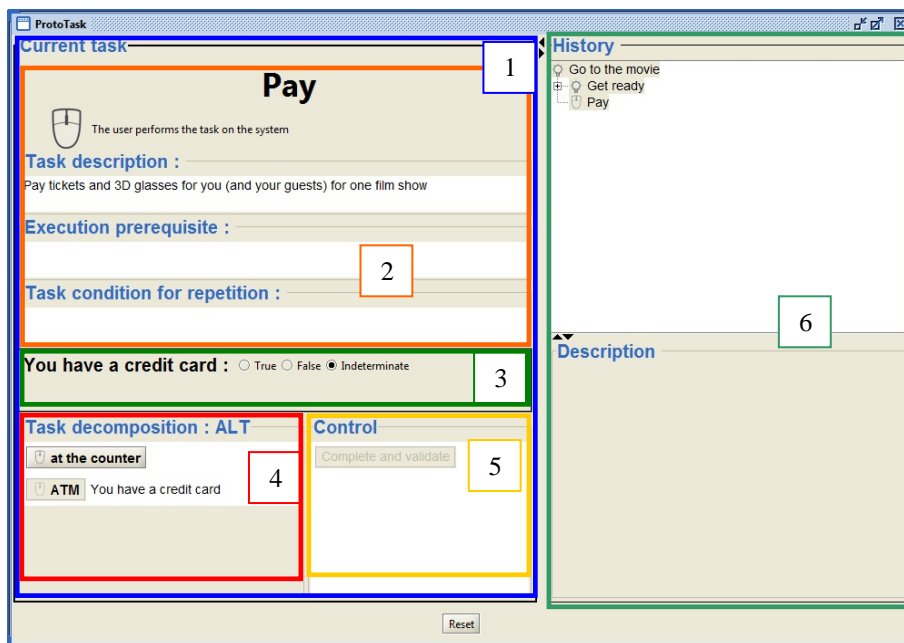 ProtoTask
Current task
1
Pay
The user performs the task on the system
Task description :
Pay tickets and 3D glasses for you (and your guests) for one film show
Execution prerequisite :
2
Task condition for repetition :
You have a credit card : True False Indeterminate
3
Task decomposition : ALT
at the counter
ATM You have a credit card
4
Control
Complete and validate
5
History
Go to the movie
Get ready
Pay
6
Description
Reset